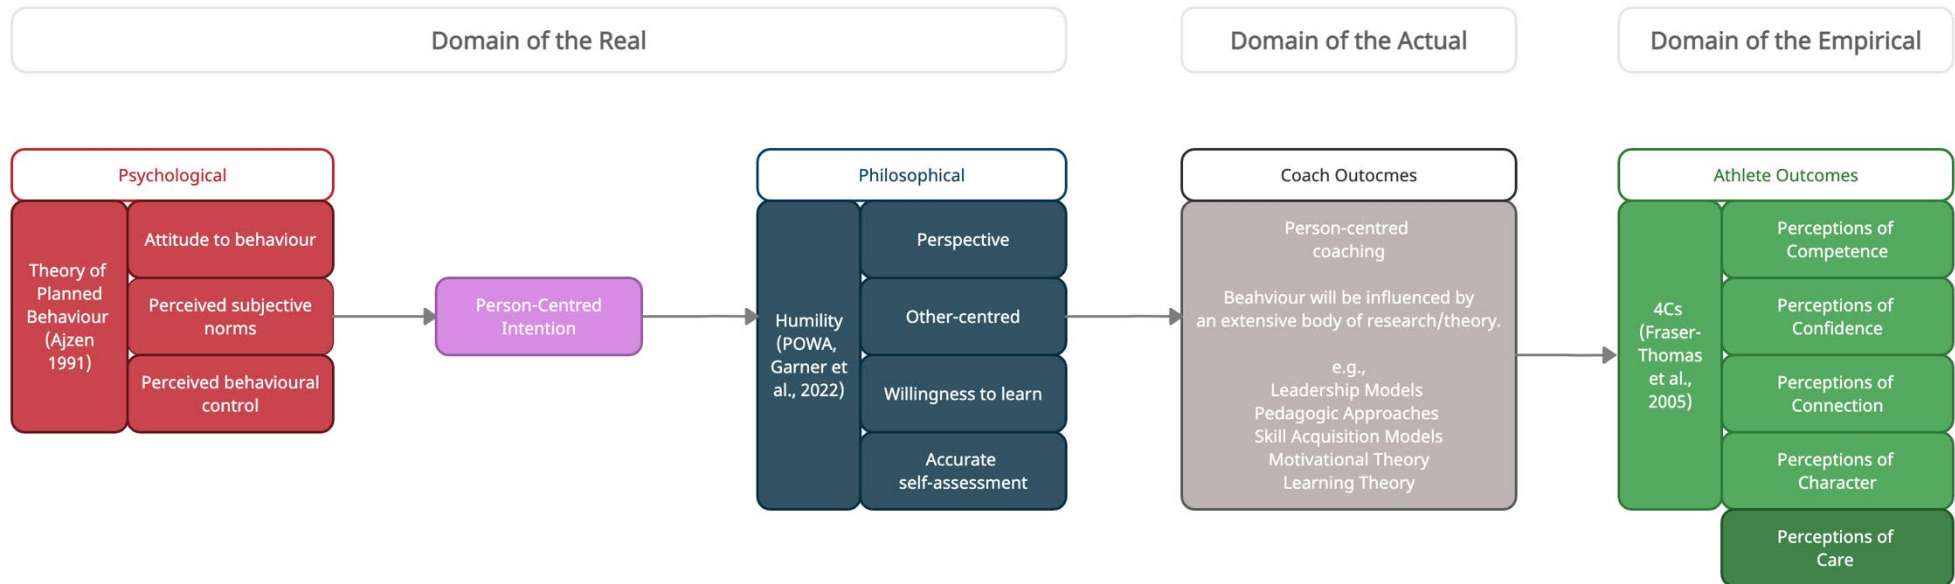 Domain of the Real
Domain of the Actual
Domain of the Empirical
Psychological
Theory of
Planned
Behaviour
(Ajzen
1991)
Attitude to behaviour
Perceived subjective
norms
Perceived behavioural
control
Person-Centred
Intention
Philosophical
Humility
(POWA,
Garner et
al., 2022)
Perspective
Other-centred
Willingness to learn
Accurate
self-assessment
Coach Outocmes
Person-centred
coaching
Beahviour will be influenced by
an extensive body of research/theory.
e.g.,
Leadership Models
Pedagogic Approaches
Skill Acquisition Models
Motivational Theory
Learning Theory
Athlete Outcomes
4Cs
(Fraser-
Thomas
et al.,
2005)
Perceptions of
Competence
Perceptions of
Confidence
Perceptions of
Connection
Perceptions of
Character
Perceptions of
Care